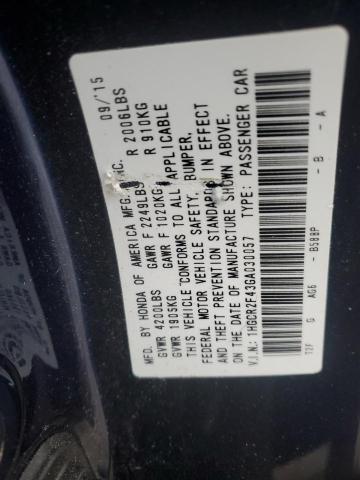 MFD. BY HONDA OF AMERICA MFG., INC. 09/'15
GVWR 4200LBS GAWR F 2249LBS R 2006LBS
GVWR 1905KG GAWR F 1020KG R 910KG
THIS VEHICLE CONFORMS TO ALL APPLICABLE
FEDERAL MOTOR VEHICLE SAFETY, BUMPER,
AND THEFT PREVENTION STANDARDS IN EFFECT
ON THE DATE OF MANUFACTURE SHOWN ABOVE.
V.I.N.: 1HGCR2F43GA030057 TYPE: PASSENGER CAR
T2F G AG6 - B588P - B - A